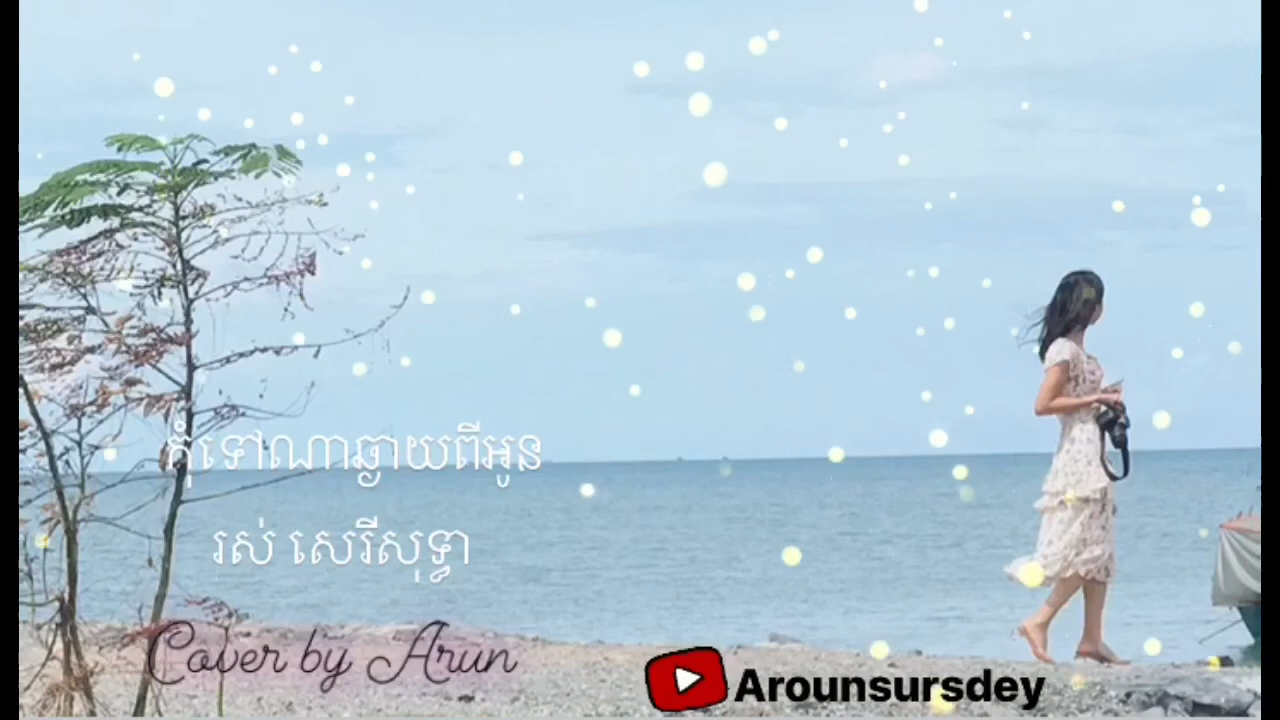 កុំទៅណាឆ្ងាយពីអូន
រស់ សេរីសុទ្ធា
Cover by Arun
Arounsursdey